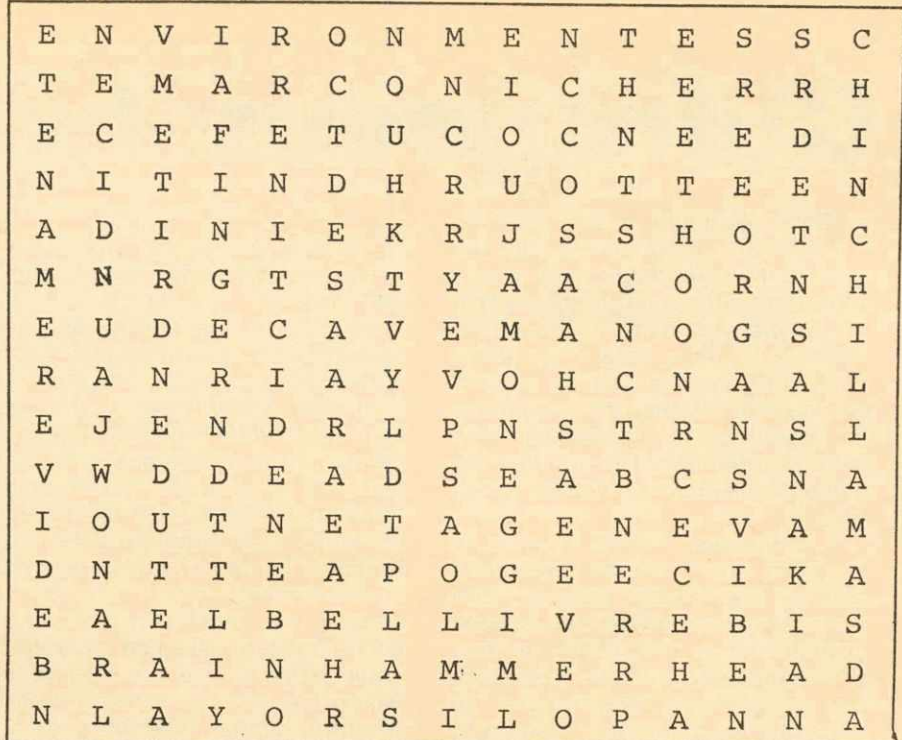 E N V I R O N M E N T E S S C
T E M A R C O N I C H E R R H
E C E F E T U C O C N E E D I
N I T I N D H R U O T T E E N
A D I N I E K R J S S H O T C
M N R G T S T Y A A C O R N H
E U D E C A V E M A N O G S I
R A N R I A Y V O H C N A A L
E J E N D R L P N S T R N S L
V W D D E A D S E A B C S N A
I O U T N E T A G E N E V A M
D N T T E A P O G E E C I K A
E A E L B E L L I V R E B I S
B R A I N H A M M E R H E A D
N L A Y O R S I L O P A N N A